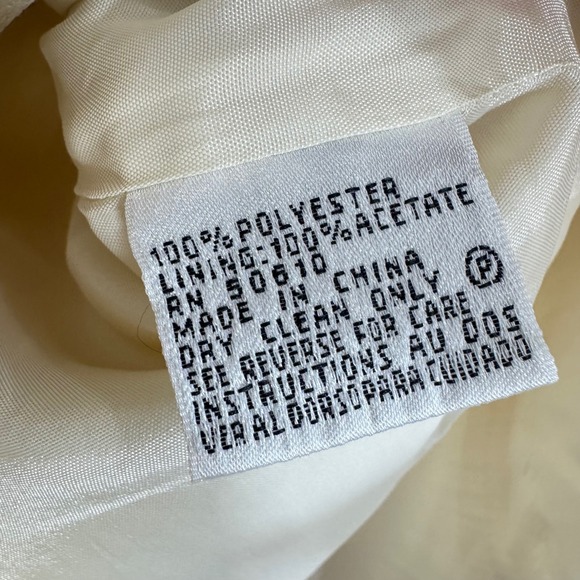 100% POLYESTER
LINING-100% ACETATE
RN 50610
MADE IN CHINA
DRY CLEAN ONLY Ⓟ
SEE REVERSE FOR CARE
INSTRUCTIONS AU DOS
VER AL DORSO PARA CUIDADO